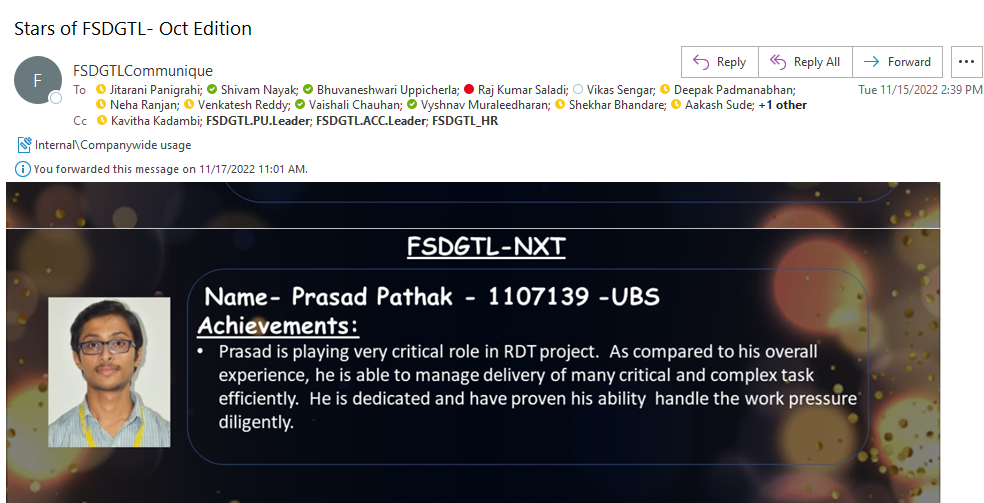 Stars of FSDGTL- Oct Edition
F
FSDGTLCommunique
Reply Reply All Forward ...
To Jitarani Panigrahi; Shivam Nayak; Bhuvaneshwari Uppicherla; Raj Kumar Saladi; Vikas Sengar; Deepak Padmanabhan; Tue 11/15/2022 2:39 PM
Neha Ranjan; Venkatesh Reddy; Vaishali Chauhan; Vyshnav Muraleedharan; Shekhar Bhandare; Aakash Sude; +1 other
Cc Kavitha Kadambi; FSDGTL.PU.Leader; FSDGTL.ACC.Leader; FSDGTL_HR
Internal\Companywide usage
You forwarded this message on 11/17/2022 11:01 AM.
FSDGTL-NXT
Name- Prasad Pathak - 1107139 -UBS
Achievements:
• Prasad is playing very critical role in RDT project. As compared to his overall
experience, he is able to manage delivery of many critical and complex task
efficiently. He is dedicated and have proven his ability handle the work pressure
diligently.